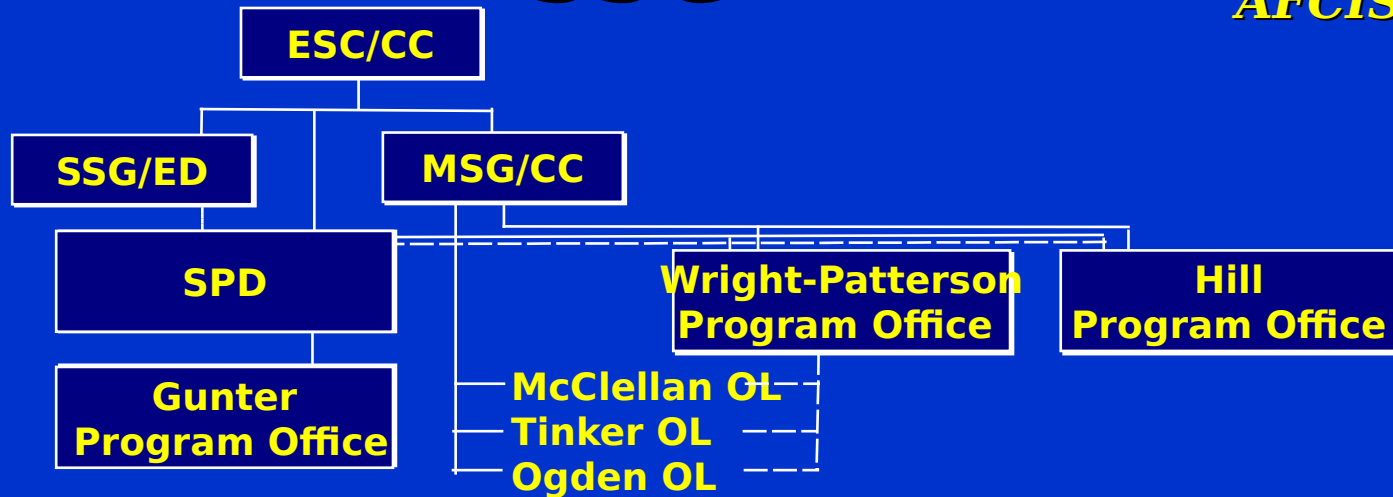 AFCIS
ESC/CC
SSG/ED
MSG/CC
SPD
Wright-Patterson
Program Office
Hill
Program Office
Gunter
Program Office
McClellan OL
Tinker OL
Ogden OL